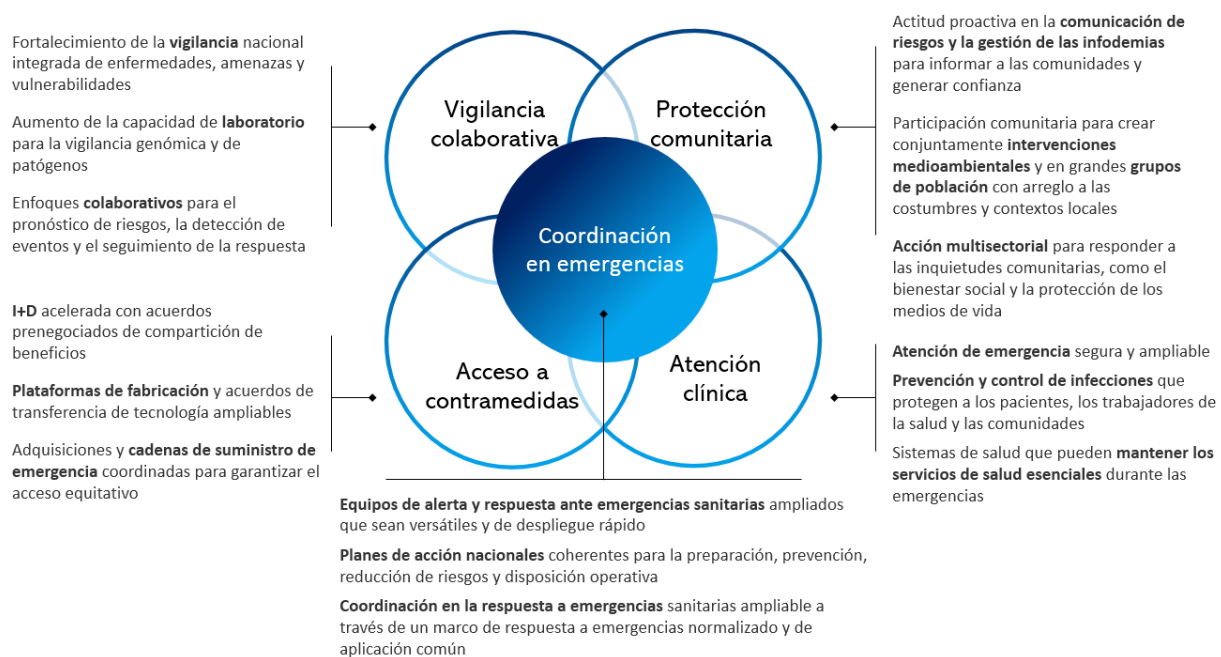 Fortalecimiento de la vigilancia nacional
integrada de enfermedades, amenazas y
vulnerabilidades
Aumento de la capacidad de laboratorio
para la vigilancia genómica y de
patógenos
Enfoques colaborativos para el
pronóstico de riesgos, la detección de
eventos y el seguimiento de la respuesta
I+D acelerada con acuerdos
prenegociados de compartición de
beneficios
Plataformas de fabricación y acuerdos de
transferencia de tecnología ampliables
Adquisiciones y cadenas de suministro de
emergencia coordinadas para garantizar el
acceso equitativo
Vigilancia
colaborativa
Protección
comunitaria
Coordinación
en emergencias
Acceso a
contramedidas
Atención
clínica
Actitud proactiva en la comunicación de
riesgos y la gestión de las infodemias
para informar a las comunidades y
generar confianza
Participación comunitaria para crear
conjuntamente intervenciones
medioambientales y en grandes grupos
de población con arreglo a las
costumbres y contextos locales
Acción multisectorial para responder a
las inquietudes comunitarias, como el
bienestar social y la protección de los
medios de vida
Atención de emergencia segura y ampliable
Prevención y control de infecciones que
protegen a los pacientes, los trabajadores de
la salud y las comunidades
Sistemas de salud que pueden mantener los
servicios de salud esenciales durante las
emergencias
Equipos de alerta y respuesta ante emergencias sanitarias ampliados
que sean versátiles y de despliegue rápido
Planes de acción nacionales coherentes para la preparación, prevención,
reducción de riesgos y disposición operativa
Coordinación en la respuesta a emergencias sanitarias ampliable a
través de un marco de respuesta a emergencias normalizado y de
aplicación común